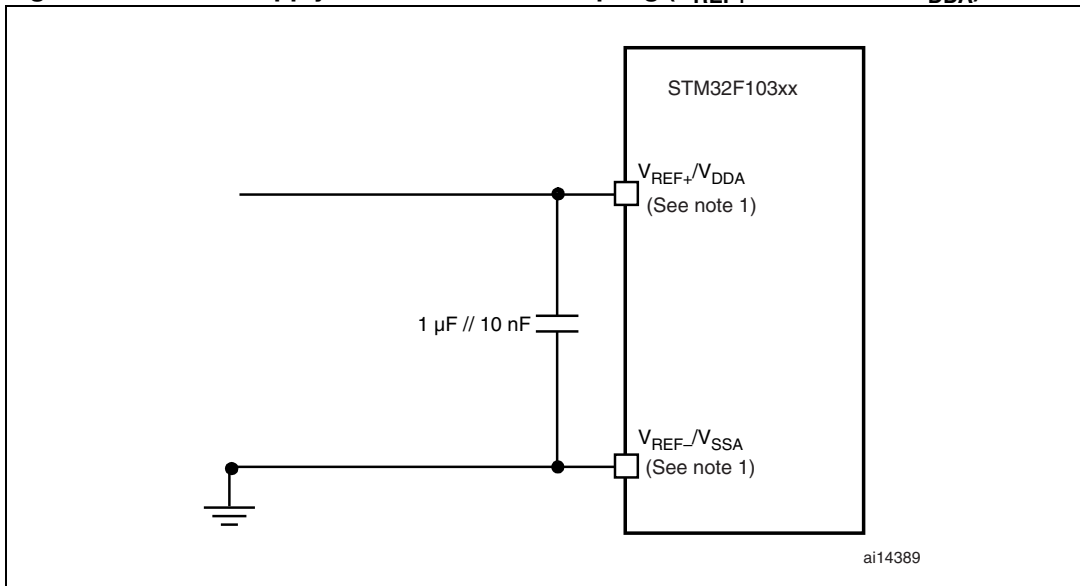 STM32F103xx
VREF+/VDDA
(See note 1)
1 µF // 10 nF
VREF–/VSSA
(See note 1)
ai14389